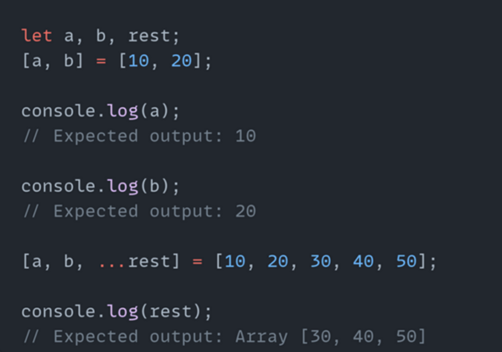 let a, b, rest;
[a, b] = [10, 20];
console.log(a);
// Expected output: 10
console.log(b);
// Expected output: 20
[a, b, ...rest] = [10, 20, 30, 40, 50];
console.log(rest);
// Expected output: Array [30, 40, 50]